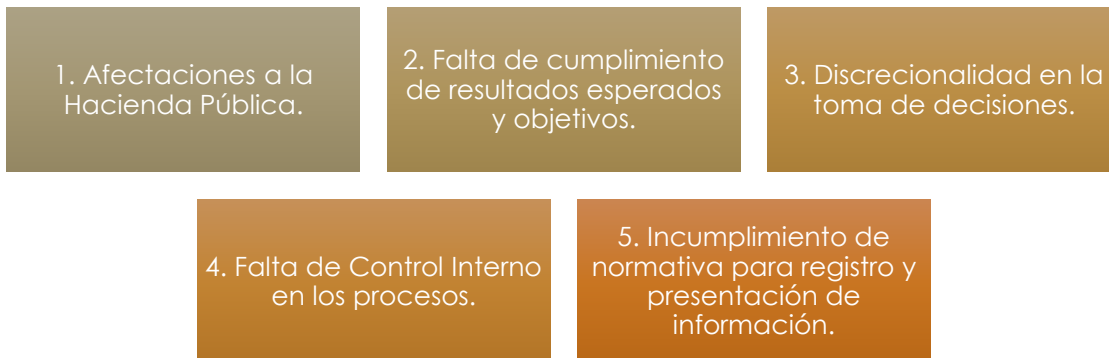 1. Afectaciones a la
Hacienda Pública.
2. Falta de cumplimiento
de resultados esperados
y objetivos.
3. Discrecionalidad en la
toma de decisiones.
4. Falta de Control Interno
en los procesos.
5. Incumplimiento de
normativa para registro y
presentación de
información.